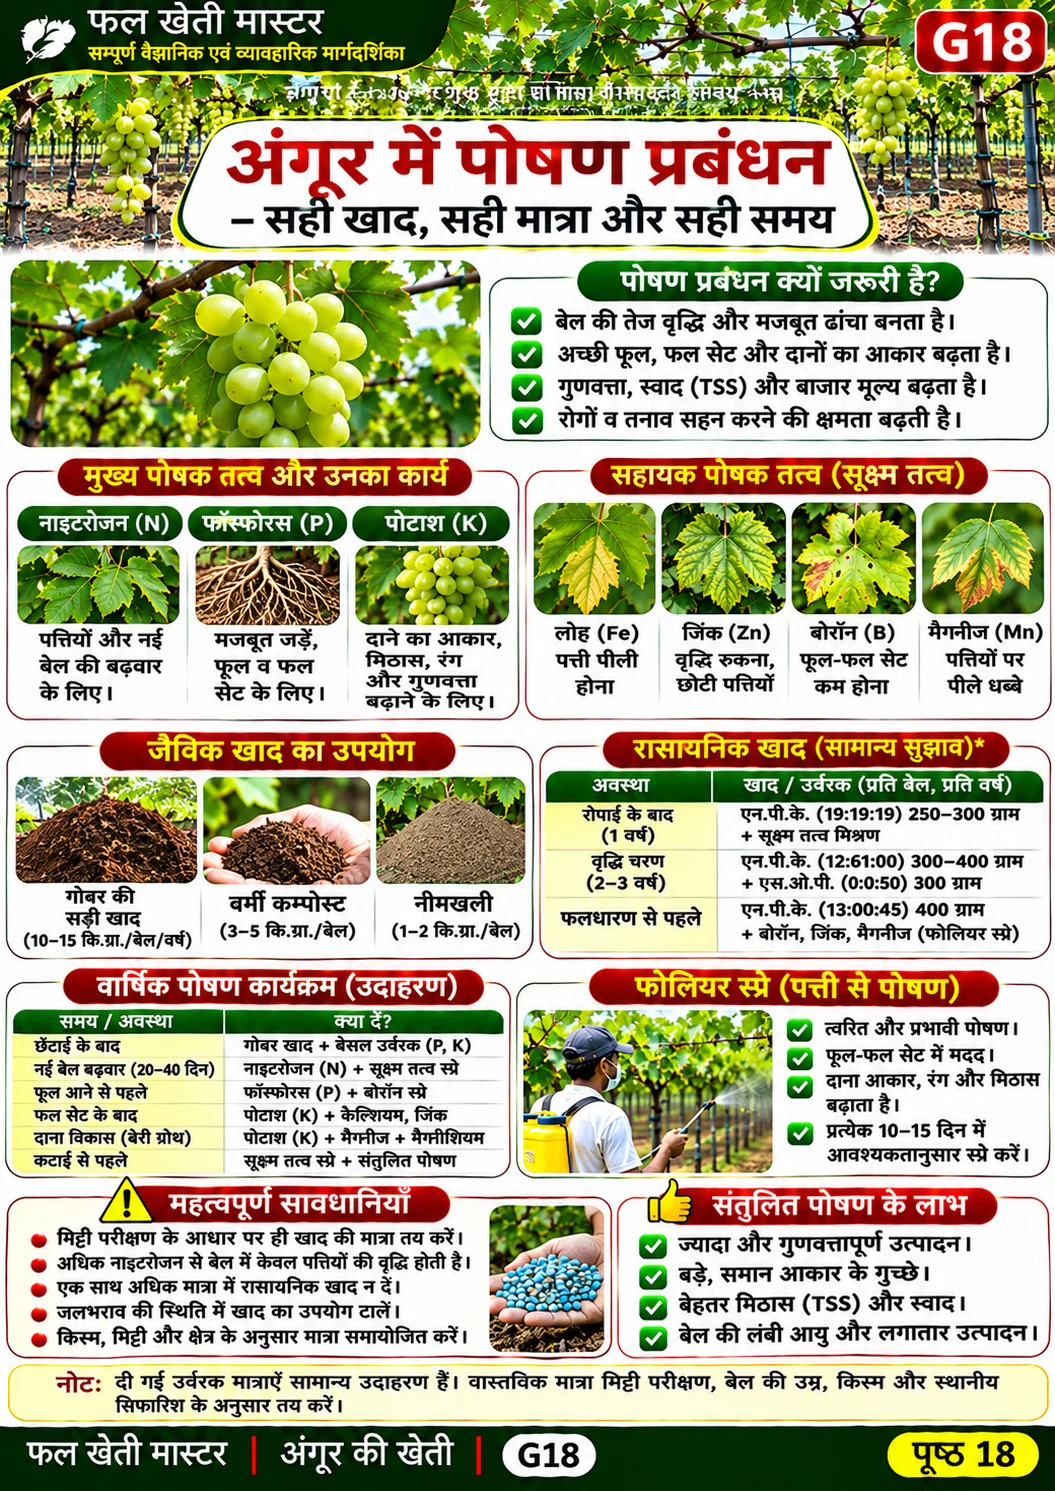 फल खेती मास्टर
सम्पूर्ण वैज्ञानिक एवं व्यावहारिक मार्गदर्शिका
G18
अंगूर में पोषण प्रबंधन
– सही खाद, सही मात्रा और सही समय
पोषण प्रबंधन क्यों जरूरी है?
बेल की तेज वृद्धि और मजबूत ढांचा बनता है।
अच्छी फूल, फल सेट और दानों का आकार बढ़ता है।
गुणवत्ता, स्वाद (TSS) और बाजार मूल्य बढ़ता है।
रोगों व तनाव सहन करने की क्षमता बढ़ती है।
मुख्य पोषक तत्व और उनका कार्य
नाइटरोजन (N)
पत्तियों और नई
बेल की बढ़वार
के लिए।
फॉस्फोरस (P)
मजबूत जड़ें,
फूल व फल
सेट के लिए।
पोटाश (K)
दाने का आकार,
मिठास, रंग
और गुणवत्ता
बढ़ाने के लिए।
सहायक पोषक तत्व (सूक्ष्म तत्व)
लोह (Fe)
पत्ती पीली
होना
जिंक (Zn)
वृद्धि रुकना,
छोटी पत्तियों
बोरॉन (B)
फूल-फल सेट
कम होना
मैगनीज (Mn)
पत्तियों पर
पीले धब्बे
जैविक खाद का उपयोग
गोबर की
सड़ी खाद
(10–15 कि.ग्रा./बेल/वर्ष)
बर्मी कम्पोस्ट
(3–5 कि.ग्रा./बेल)
नीमखली
(1–2 कि.ग्रा./बेल)
रासायनिक खाद (सामान्य सुझाव)*
अवस्था
खाद / उर्वरक (प्रति बेल, प्रति वर्ष)
रोपाई के बाद
(1 वर्ष)
एन.पी.के. (19:19:19) 250–300 ग्राम
+ सूक्ष्म तत्व मिश्रण
वृद्धि चरण
(2–3 वर्ष)
एन.पी.के. (12:61:00) 300–400 ग्राम
+ एस.ओ.पी. (0:0:50) 300 ग्राम
फलधारण से पहले
एन.पी.के. (13:00:45) 400 ग्राम
+ बोरॉन, जिंक, मैगनीज (फोलियर स्प्रे)
वार्षिक पोषण कार्यक्रम (उदाहरण)
समय / अवस्था
क्या दें?
छँटाई के बाद
गोबर खाद + बेसल उर्वरक (P, K)
नई बेल बढ़वार (20–40 दिन)
नाइटरोजन (N) + सूक्ष्म तत्व स्प्रे
फूल आने से पहले
फॉस्फोरस (P) + बोरॉन स्प्रे
फल सेट के बाद
पोटाश (K) + केल्शियम, जिंक
दाना विकास (बेरी ग्रोथ)
पोटाश (K) + मैगनीज + मैगनीशियम
कटाई से पहले
सूक्ष्म तत्व स्प्रे + संतुलित पोषण
फोलियर स्प्रे (पत्ती से पोषण)
त्वरित और प्रभावी पोषण।
फूल-फल सेट में मदद।
दाना आकार, रंग और मिठास
बढ़ाता है।
प्रत्येक 10–15 दिन में
आवश्यकतानुसार स्प्रे करें।
महत्वपूर्ण सावधानियाँ
मिट्टी परीक्षण के आधार पर ही खाद की मात्रा तय करें।
अधिक नाइटरोजन से बेल में केवल पत्तियों की वृद्धि होती है।
एक साथ अधिक मात्रा में रासायनिक खाद न दें।
जलभराव की स्थिति में खाद का उपयोग टालें।
किस्म, मिट्टी और क्षेत्र के अनुसार मात्रा समायोजित करें।
संतुलित पोषण के लाभ
ज्यादा और गुणवत्तापूर्ण उत्पादन।
बड़े, समान आकार के गुच्छे।
बेहतर मिठास (TSS) और स्वाद।
बेल की लंबी आयु और लगातार उत्पादन।
नोट: दी गई उर्वरक मात्राएँ सामान्य उदाहरण हैं। वास्तविक मात्रा मिट्टी परीक्षण, बेल की उम्र, किस्म और स्थानीय
सिफारिश के अनुसार तय करें।
फल खेती मास्टर | अंगूर की खेती | G18
पृष्ठ 18